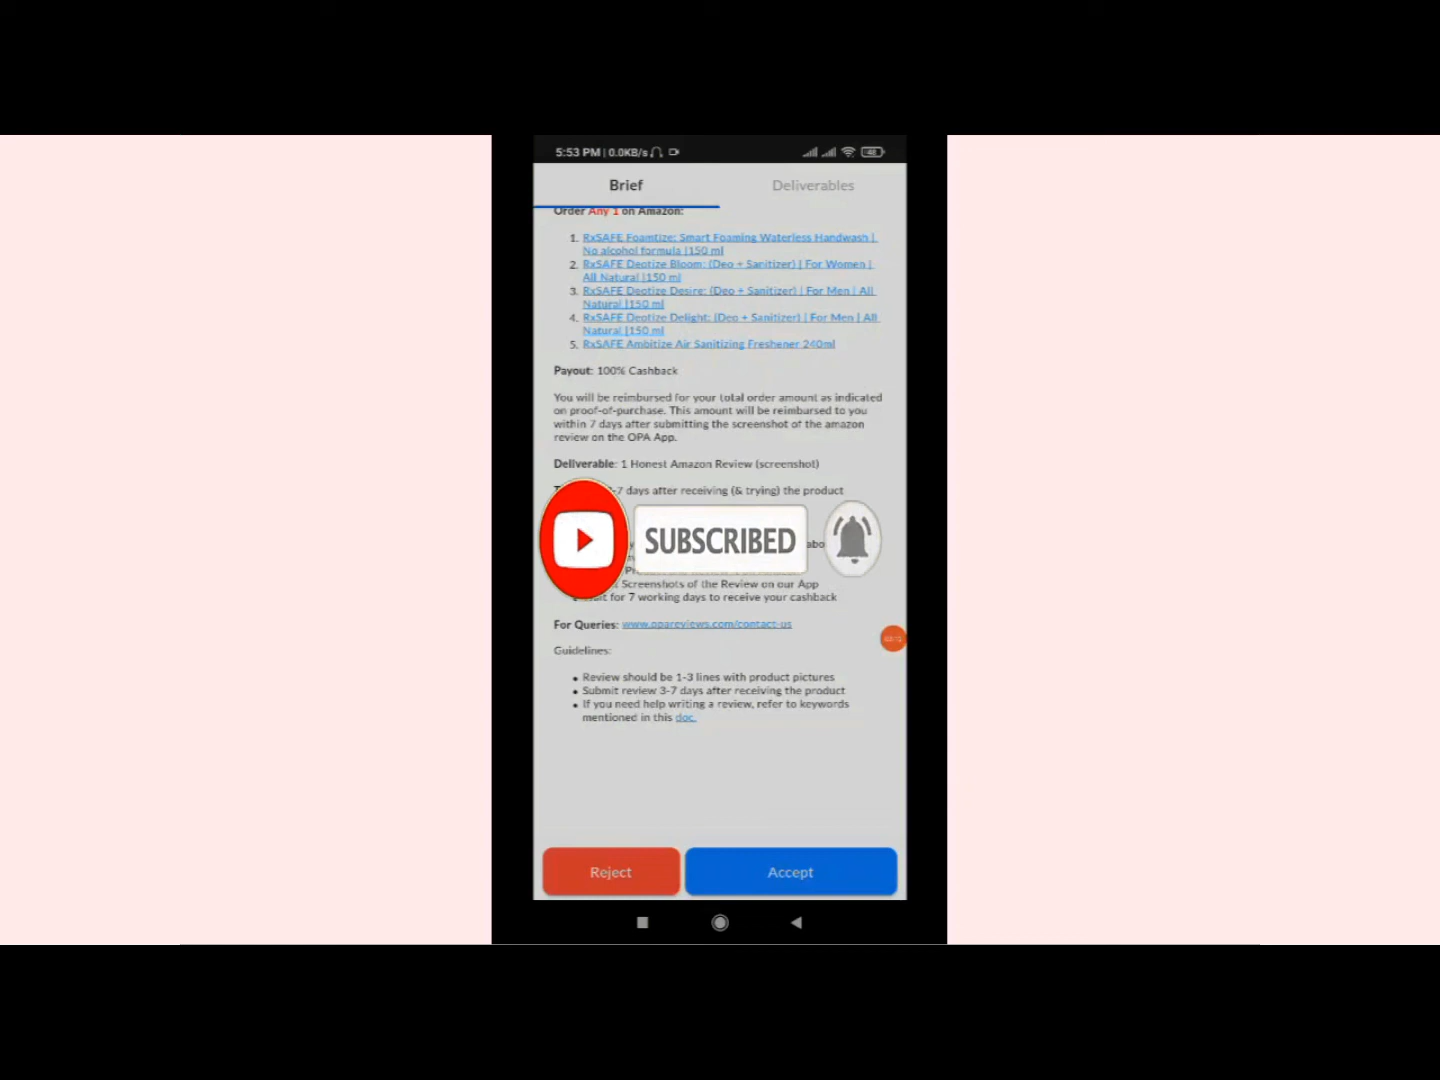 5:53 PM | 0.0KB/s
48
Brief
Deliverables
Order Any 1 on Amazon:
1. RxSAFE Foamtize: Smart Foaming Waterless Handwash |
No alcohol formula |150 ml
2. RxSAFE Deotize Bloom: (Deo + Sanitizer) | For Women |
All Natural |150 ml
3. RxSAFE Deotize Desire: (Deo + Sanitizer) | For Men | All
Natural |150 ml
4. RxSAFE Deotize Delight: (Deo + Sanitizer) | For Men | All
Natural |150 ml
5. RxSAFE Ambitize Air Sanitizing Freshener 240ml
Payout: 100% Cashback
You will be reimbursed for your total order amount as indicated
on proof-of-purchase. This amount will be reimbursed to you
within 7 days after submitting the screenshot of the amazon
review on the OPA App.
Deliverable: 1 Honest Amazon Review (screenshot)
-7 days after receiving (& trying) the product
SUBSCRIBED
Screenshots of the Review on our App
for 7 working days to receive your cashback
For Queries: www.opareviews.com/contact-us
Guidelines:
• Review should be 1-3 lines with product pictures
• Submit review 3-7 days after receiving the product
• If you need help writing a review, refer to keywords
mentioned in this doc.
Reject
Accept